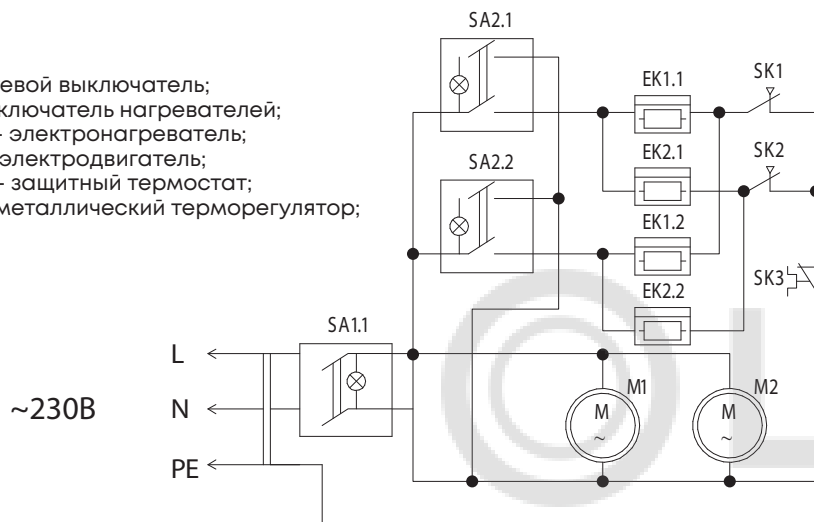 SA2.1
евой выключатель;
ключатель нагревателей;
- электронагреватель;
электродвигатель;
- защитный термостат;
металлический терморегулятор;
EK1.1
SK1
EK2.1
SK2
SA2.2
EK1.2
SK3
EK2.2
SA1.1
L
~230В
N
PE
M1
M2
M
~
M
~